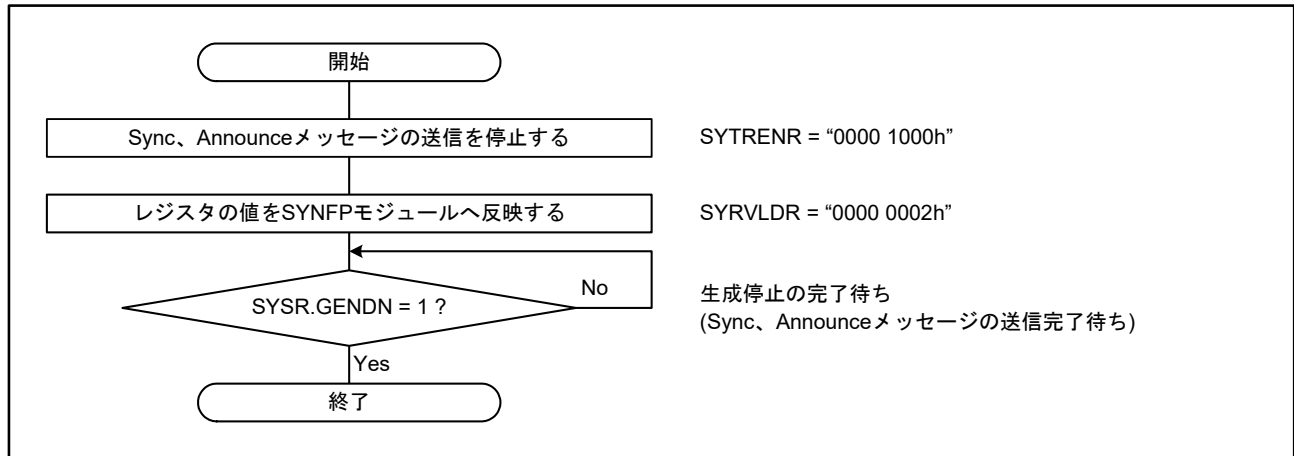 開始
Sync、Announceメッセージの送信を停止する
SYTRENR = “0000 1000h”
レジスタの値をSYNFPモジュールへ反映する
SYRVLDR = “0000 0002h”
SYSR.GENDN = 1 ?
No
生成停止の完了待ち
(Sync、Announceメッセージの送信完了待ち)
Yes
終了